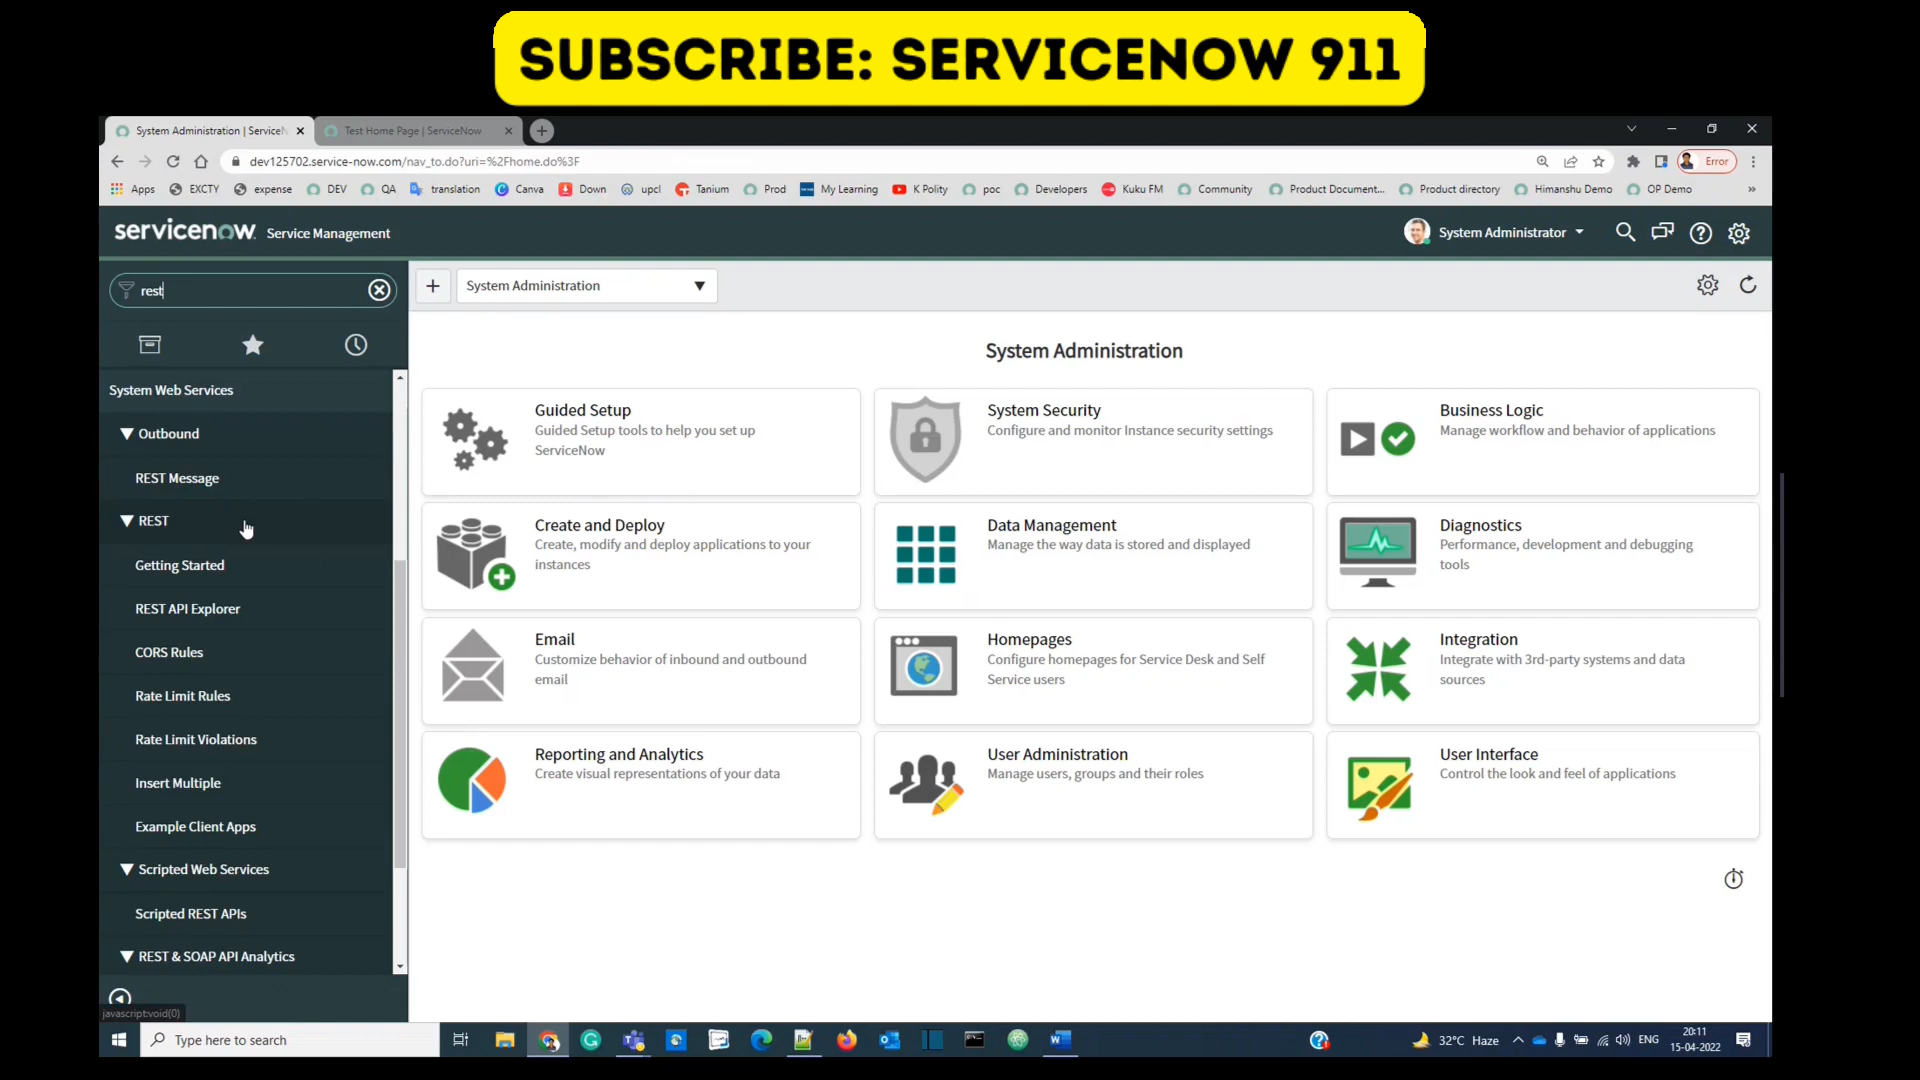 SUBSCRIBE: SERVICENOW 911
System Administration | ServiceN
Test Home Page | ServiceNow
dev125702.service-now.com/nav_to.do?uri=%2Fhome.do%3F
Error
Apps EXCTY expense DEV QA translation Canva Down upcl Tanium Prod My Learning K Polity poc Developers Kuku FM Community Product Document... Product directory Himanshu Demo OP Demo »
servicenow. Service Management
System Administrator
rest
System Administration
System Web Services
Outbound
REST Message
REST
Getting Started
REST API Explorer
CORS Rules
Rate Limit Rules
Rate Limit Violations
Insert Multiple
Example Client Apps
Scripted Web Services
Scripted REST APIs
REST & SOAP API Analytics
javascript:void(0)
System Administration
Guided Setup
Guided Setup tools to help you set up
ServiceNow
System Security
Configure and monitor Instance security settings
Business Logic
Manage workflow and behavior of applications
Create and Deploy
Create, modify and deploy applications to your
instances
Data Management
Manage the way data is stored and displayed
Diagnostics
Performance, development and debugging
tools
Email
Customize behavior of inbound and outbound
email
Homepages
Configure homepages for Service Desk and Self
Service users
Integration
Integrate with 3rd-party systems and data
sources
Reporting and Analytics
Create visual representations of your data
User Administration
Manage users, groups and their roles
User Interface
Control the look and feel of applications
Type here to search
32°C Haze
ENG
20:11
15-04-2022